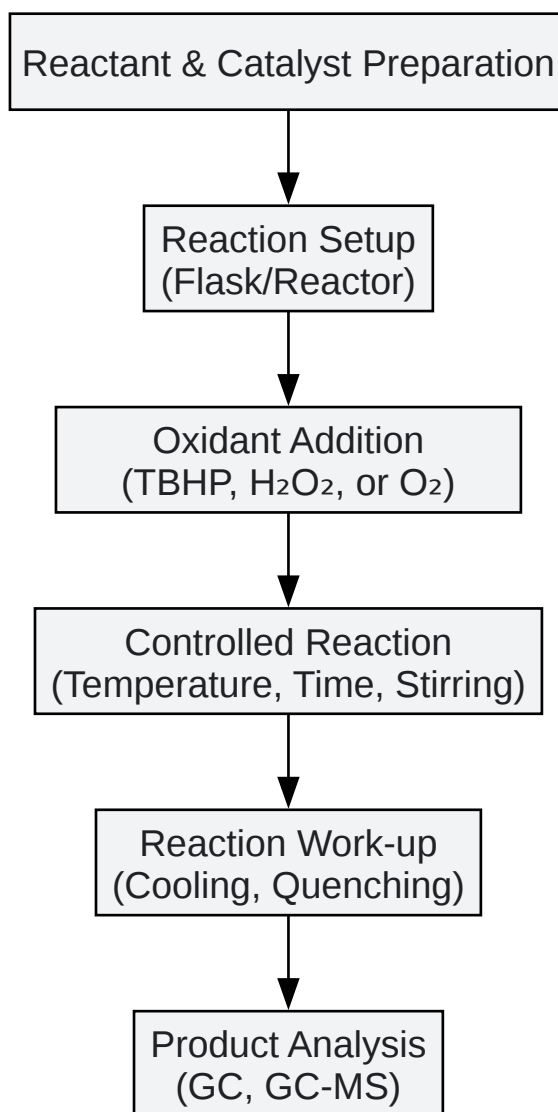 Reactant & Catalyst Preparation
Reaction Setup
(Flask/Reactor)
Oxidant Addition
(TBHP, H₂O₂, or O₂)
Controlled Reaction
(Temperature, Time, Stirring)
Reaction Work-up
(Cooling, Quenching)
Product Analysis
(GC, GC-MS)